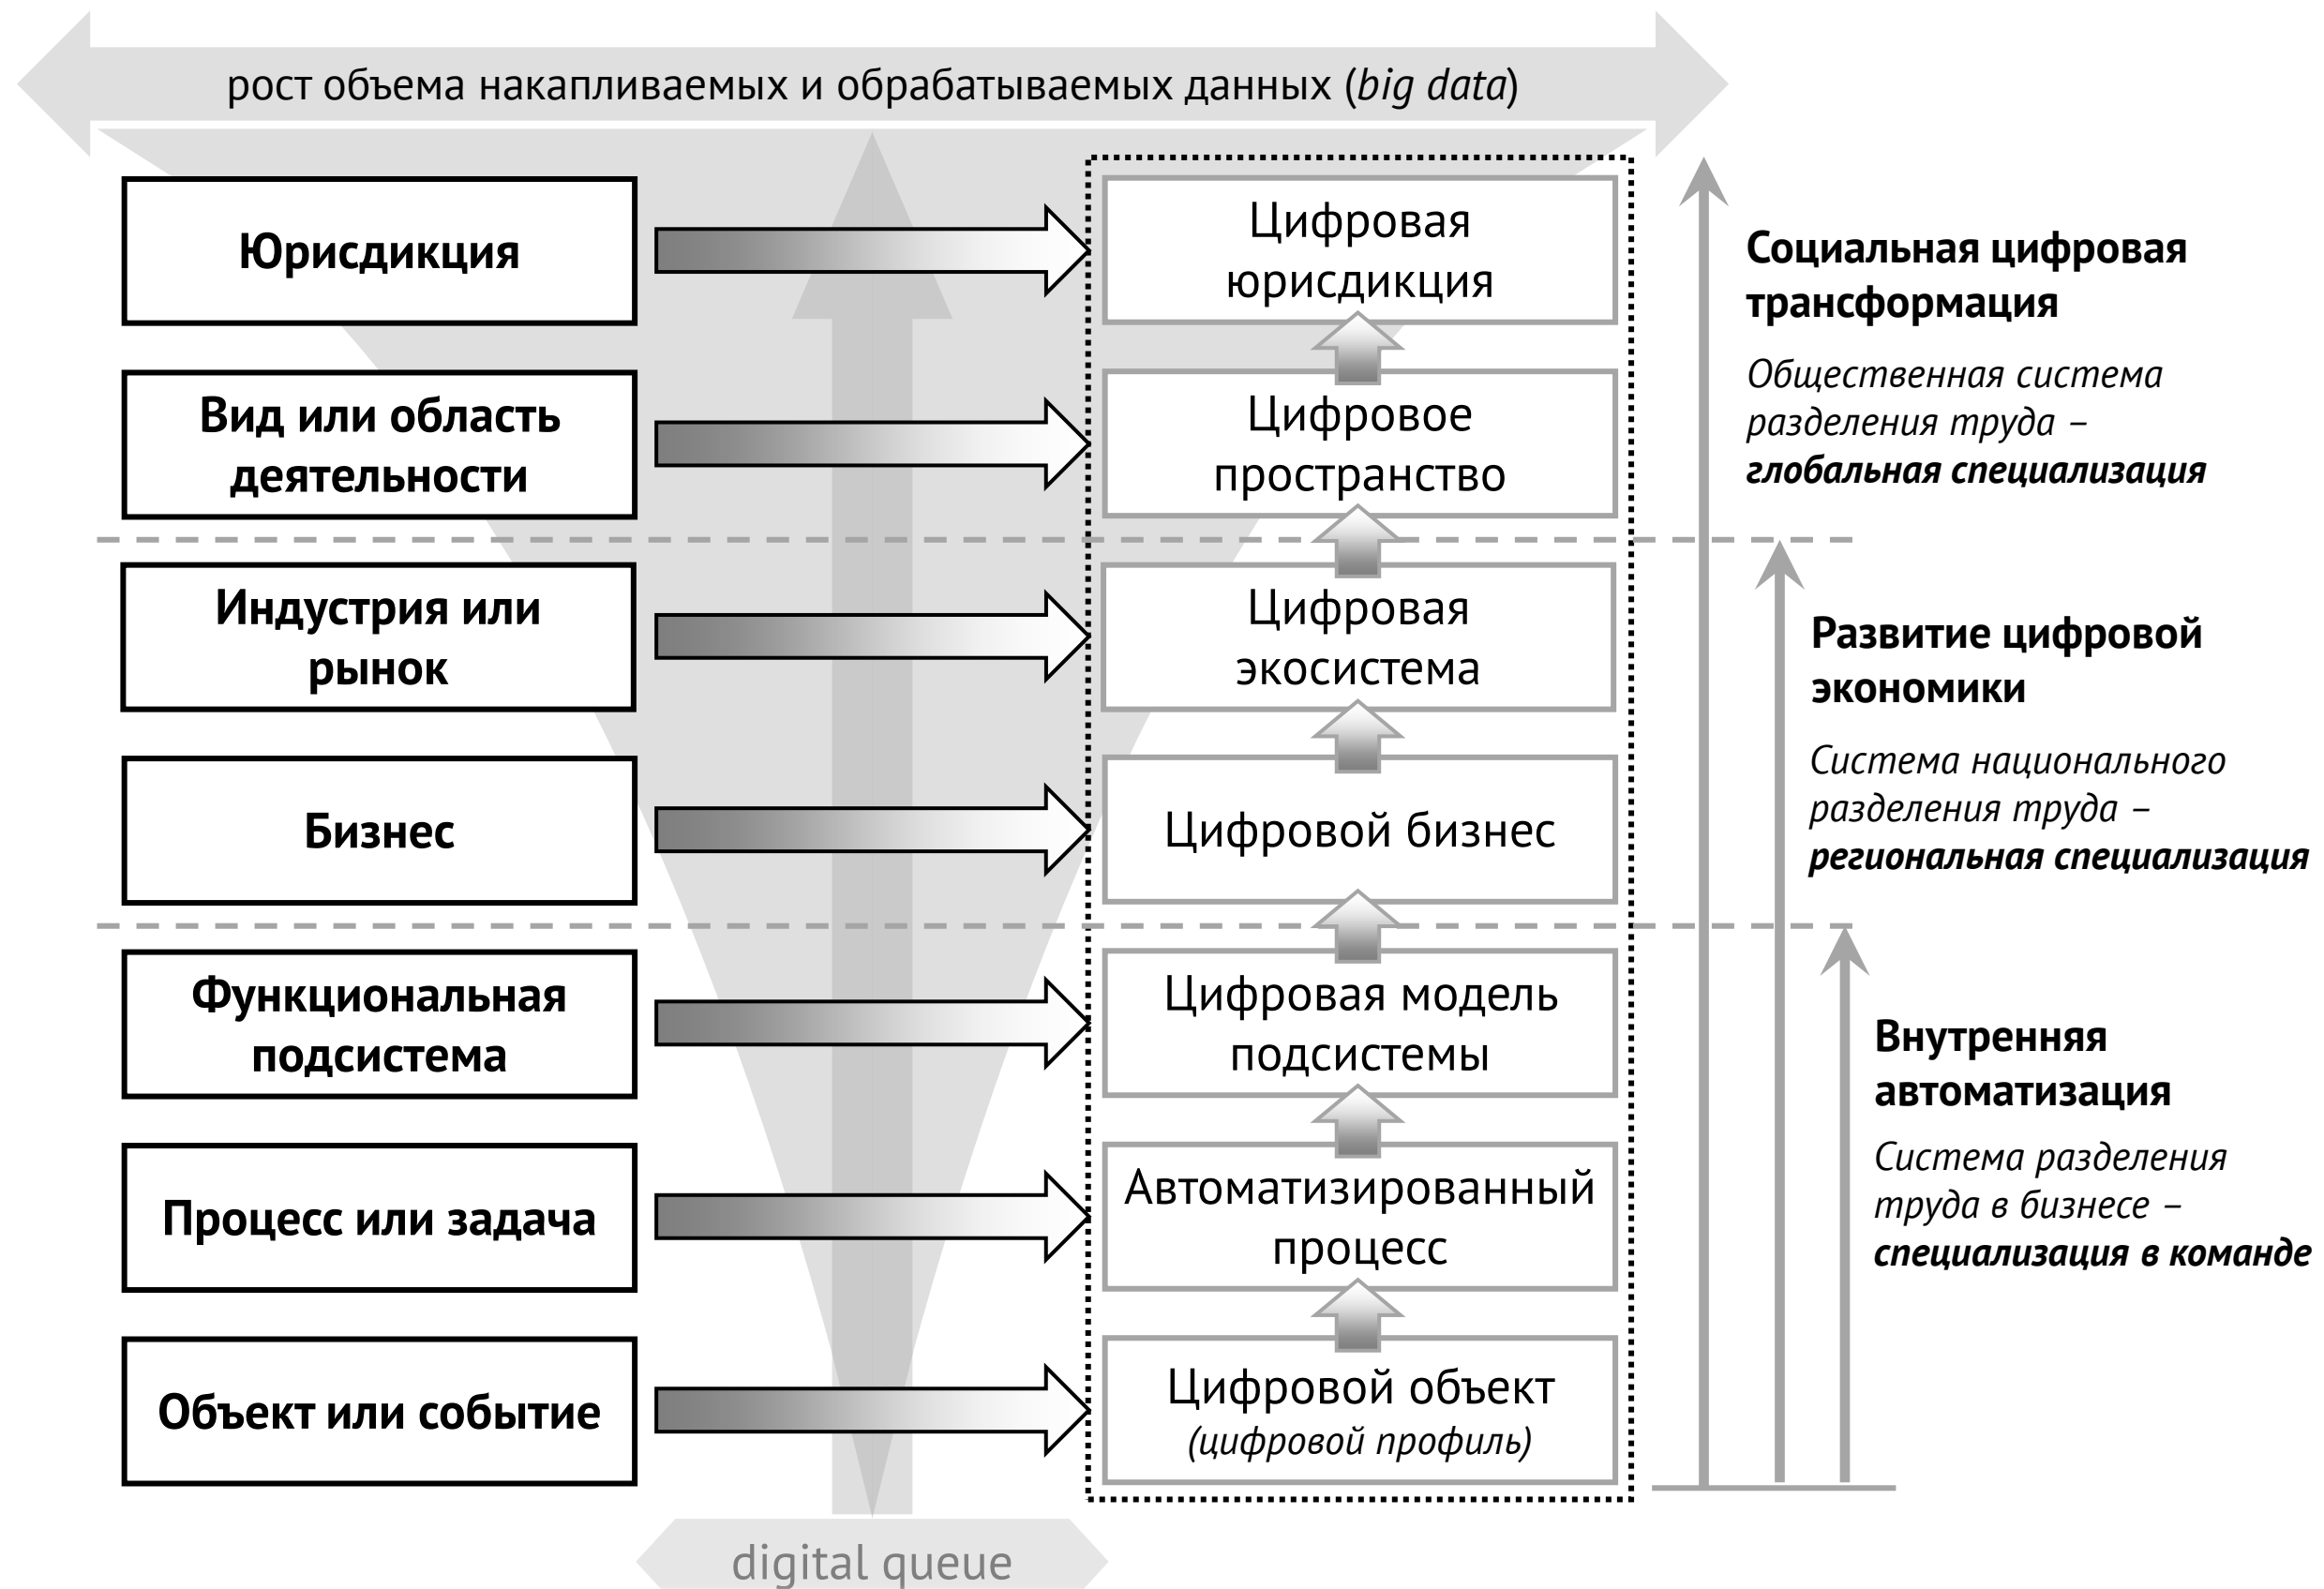 рост объема накапливаемых и обрабатываемых данных (big data)
Юрисдикция
Цифровая
юрисдикция
Социальная цифровая
трансформация
Общественная система
разделения труда –
глобальная специализация
Вид или область
деятельности
Цифровое
пространство
Индустрия или
рынок
Цифровая
экосистема
Развитие цифровой
экономики
Система национального
разделения труда –
региональная специализация
Бизнес
Цифровой бизнес
Функциональная
подсистема
Цифровая модель
подсистемы
Внутренняя
автоматизация
Система разделения
труда в бизнесе –
специализация в команде
Процесс или задача
Автоматизированный
процесс
Объект или событие
Цифровой объект
(цифровой профиль)
digital queue